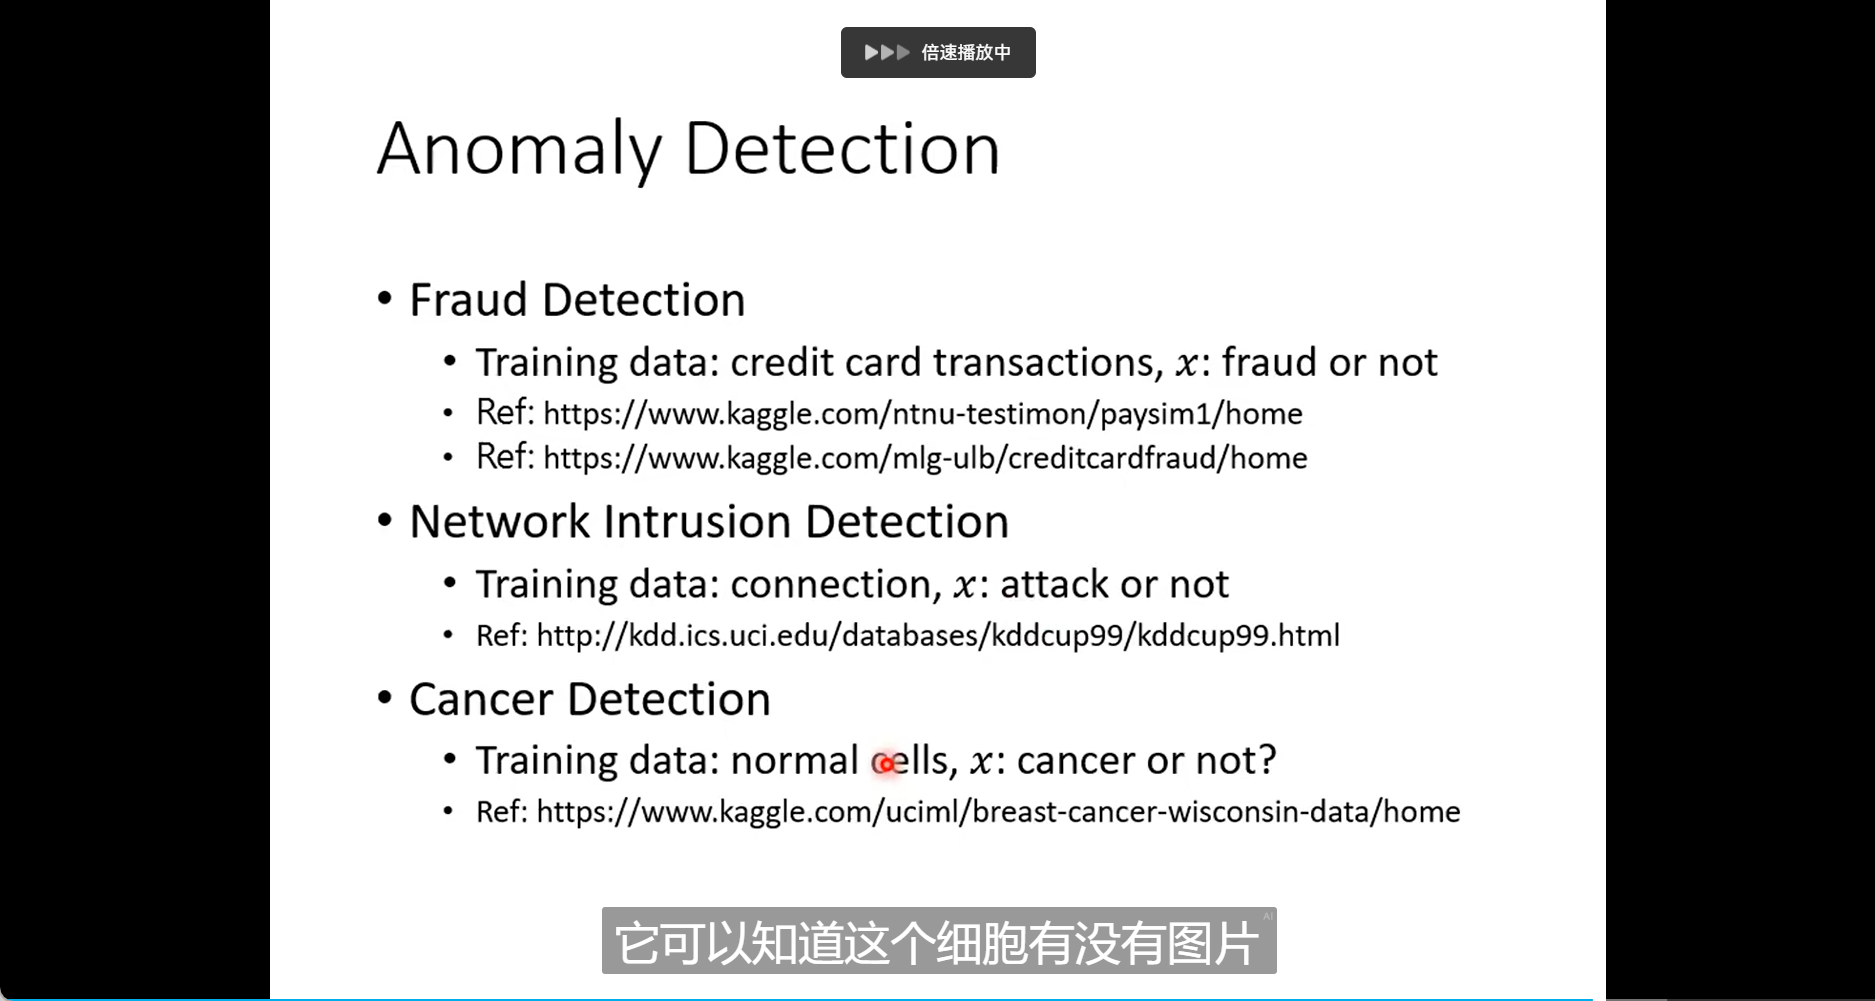 倍速播放中
Anomaly Detection
• Fraud Detection
• Training data: credit card transactions, x: fraud or not
• Ref: https://www.kaggle.com/ntnu-testimon/paysim1/home
• Ref: https://www.kaggle.com/mlg-ulb/creditcardfraud/home
• Network Intrusion Detection
• Training data: connection, x: attack or not
• Ref: http://kdd.ics.uci.edu/databases/kddcup99/kddcup99.html
• Cancer Detection
• Training data: normal cells, x: cancer or not?
• Ref: https://www.kaggle.com/uciml/breast-cancer-wisconsin-data/home
AI
它可以知道这个细胞有没有图片